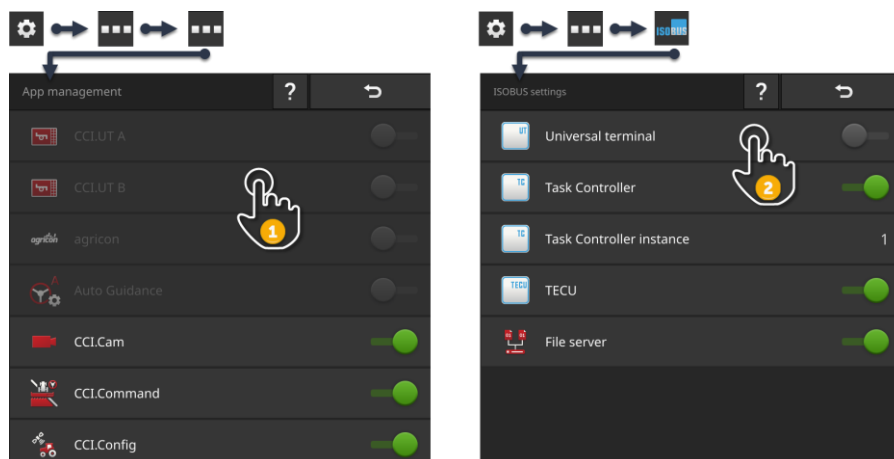 ISOBUS
App management
?
CCI.UT A
CCI.UT B
1
agricon agricon
Auto Guidance
CCI.Cam
CCI.Command
CCI.Config
ISOBUS settings
?
UT Universal terminal
2
TC Task Controller
TC Task Controller instance 1
TECU TECU
File server